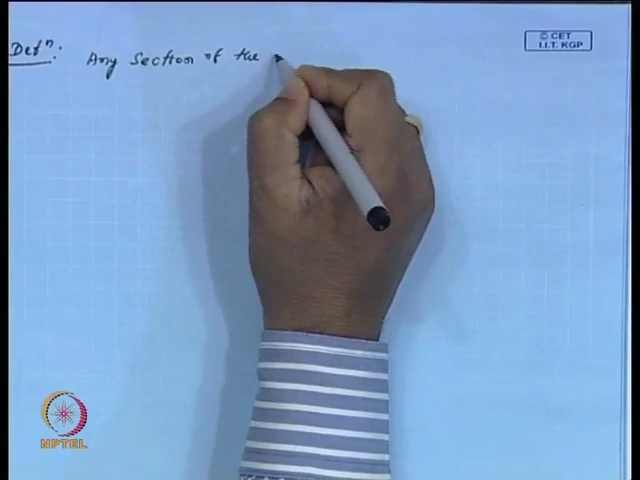 Defⁿ. Any section of the
© CET
I.I.T. KGP
NPTEL